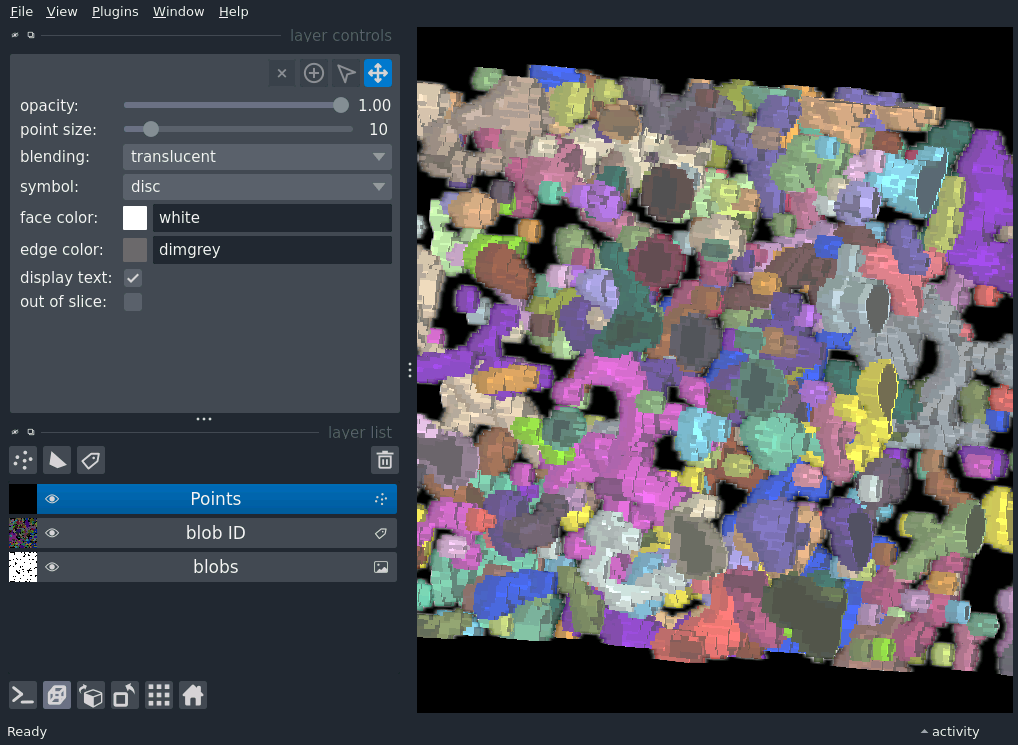 File View Plugins Window Help
layer controls
opacity: 1.00
point size: 10
blending: translucent
symbol: disc
face color: white
edge color: dimgrey
display text:
out of slice:
layer list
Points
blob ID
blobs
Ready
activity